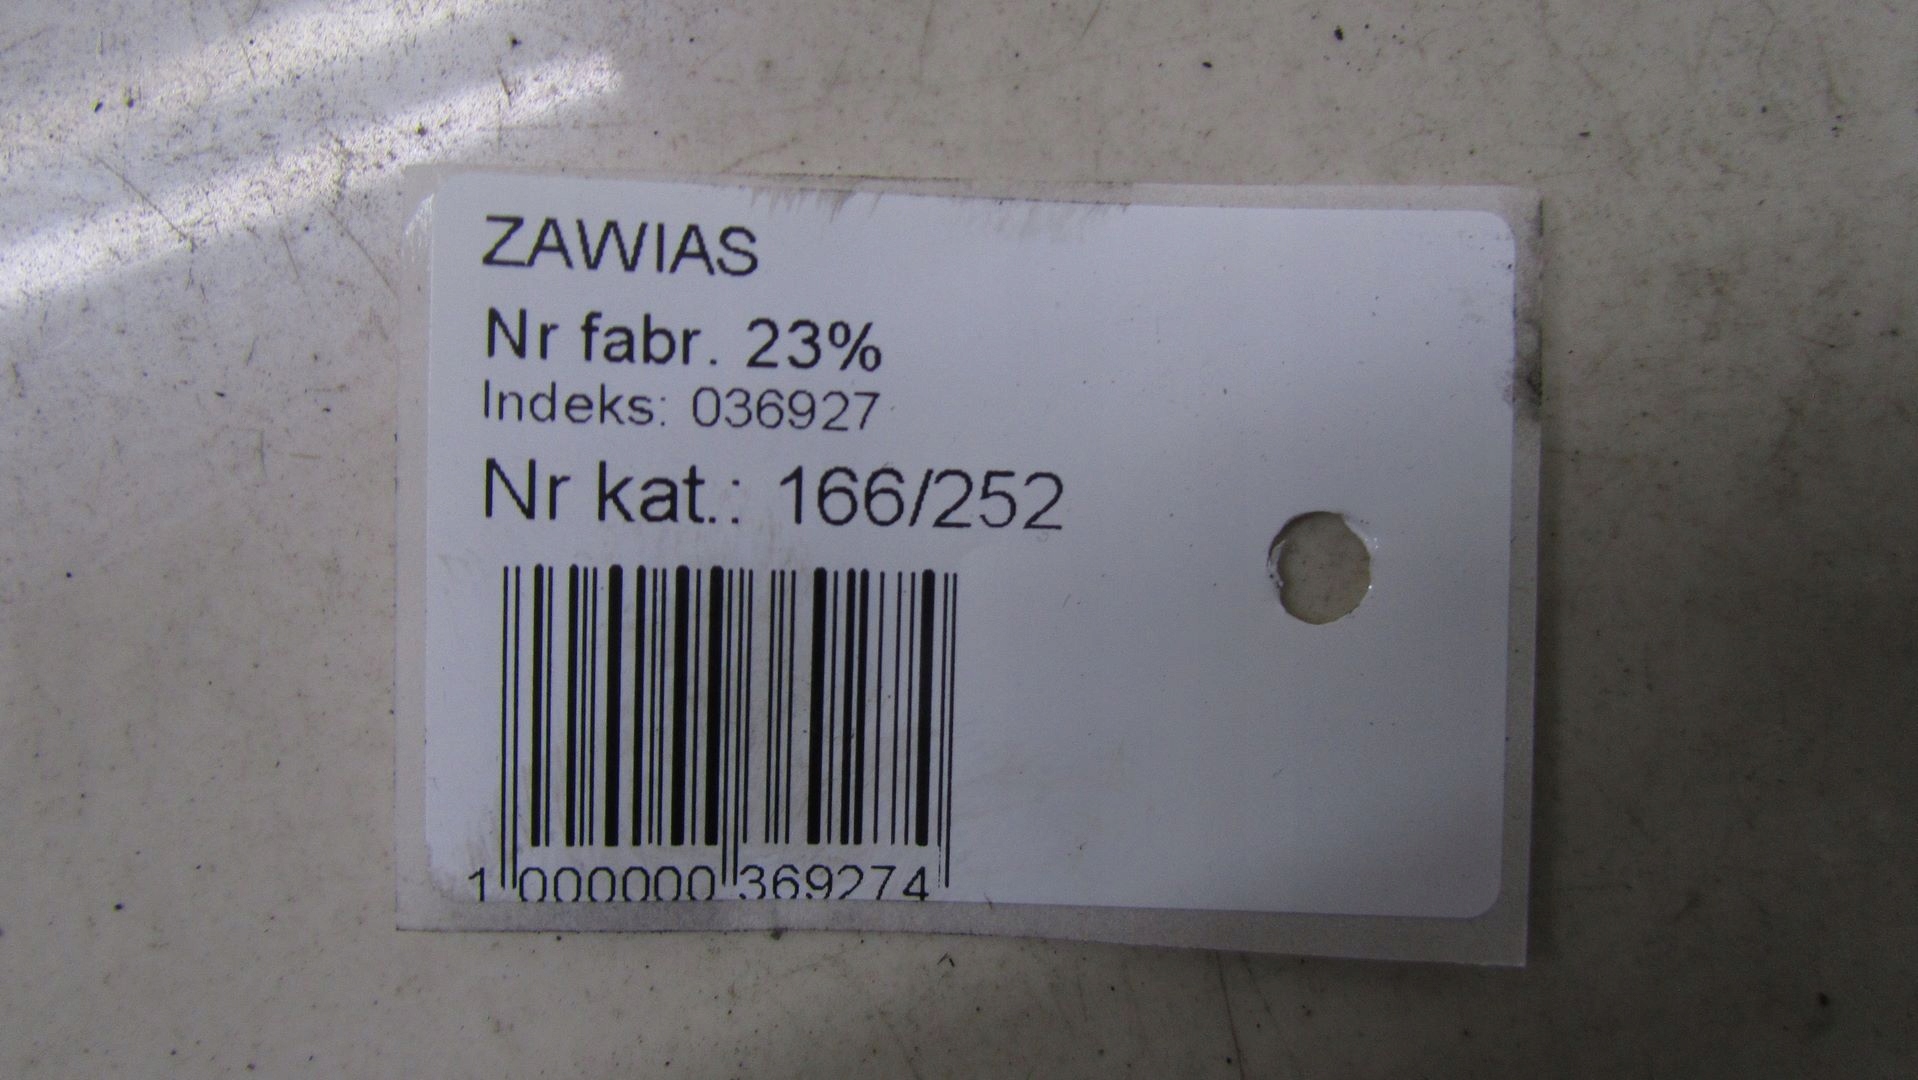 ZAWIAS
Nr fabr. 23%
Indeks: 036927
Nr kat.: 166/252
1 000000 369274